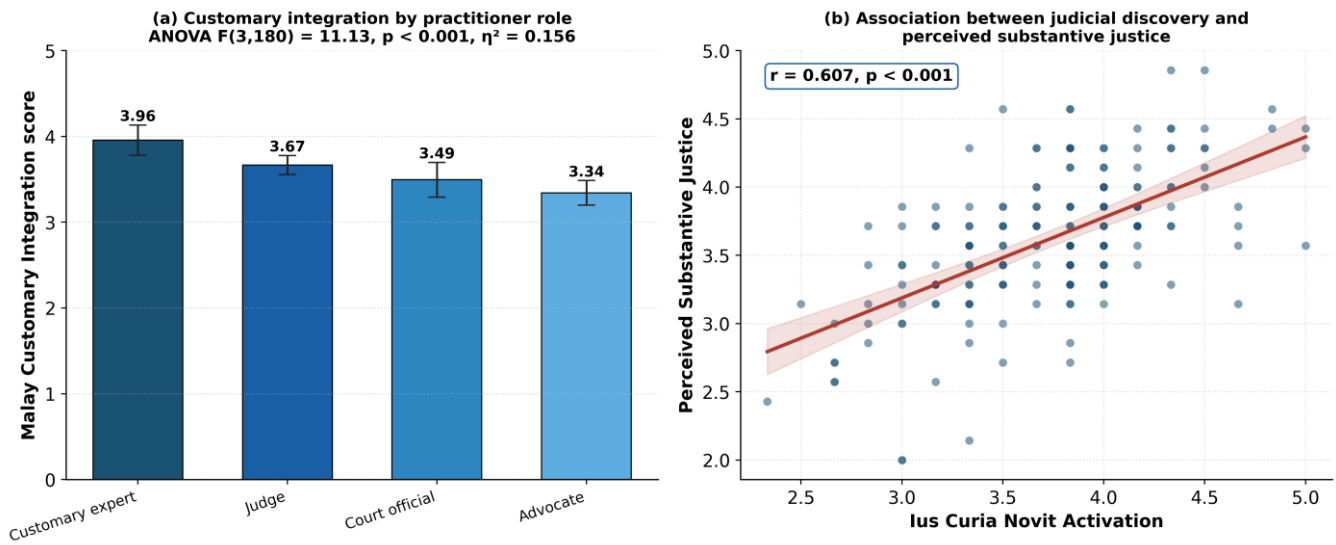 (a) Customary integration by practitioner role
ANOVA F(3,180) = 11.13, p < 0.001, η² = 0.156
Malay Customary Integration score
5
4
3
2
1
0
3.96
3.67
3.49
3.34
Customary expert
Judge
Court official
Advocate
(b) Association between judicial discovery and
perceived substantive justice
r = 0.607, p < 0.001
Perceived Substantive Justice
5.0
4.5
4.0
3.5
3.0
2.5
2.0
2.5
3.0
3.5
4.0
4.5
5.0
Ius Curia Novit Activation